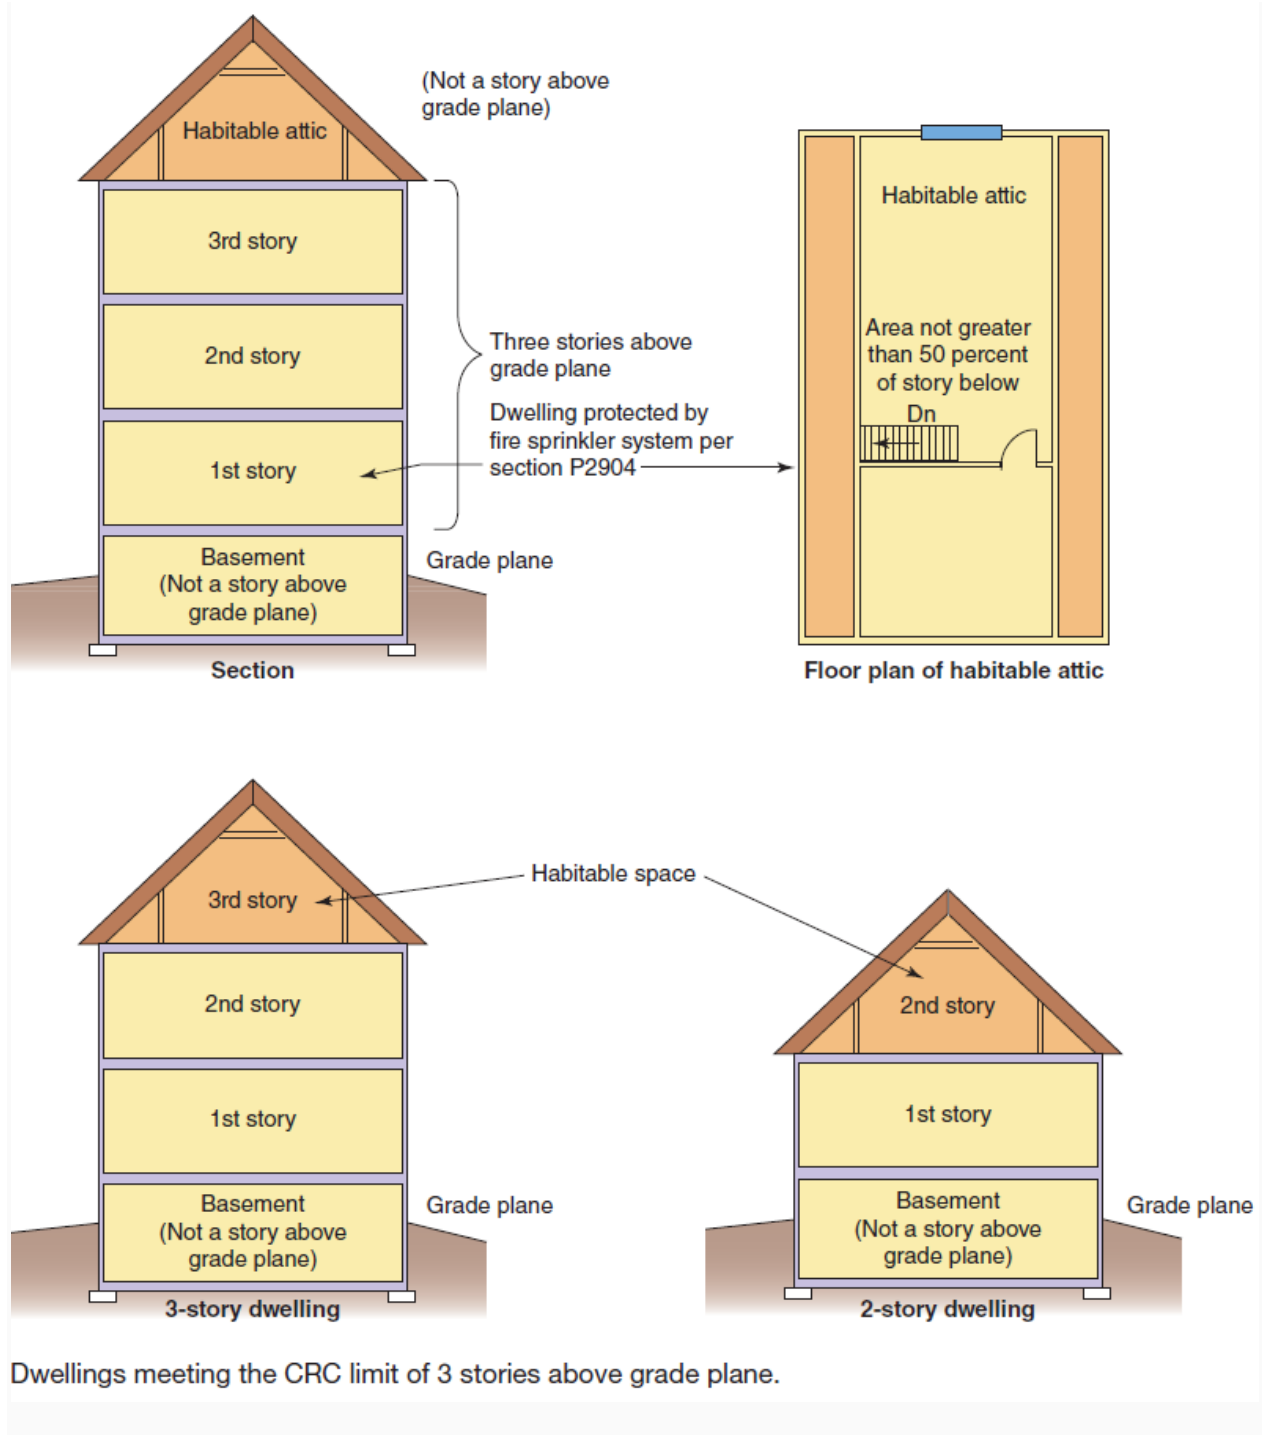 (Not a story above
grade plane)
Habitable attic
3rd story
2nd story
1st story
Basement
(Not a story above
grade plane)
Three stories above
grade plane
Dwelling protected by
fire sprinkler system per
section P2904
Grade plane
Section
Habitable attic
Area not greater
than 50 percent
of story below
Dn
Floor plan of habitable attic
Habitable space
3rd story
2nd story
1st story
Basement
(Not a story above
grade plane)
Grade plane
3-story dwelling
2nd story
1st story
Basement
(Not a story above
grade plane)
Grade plane
2-story dwelling
Dwellings meeting the CRC limit of 3 stories above grade plane.